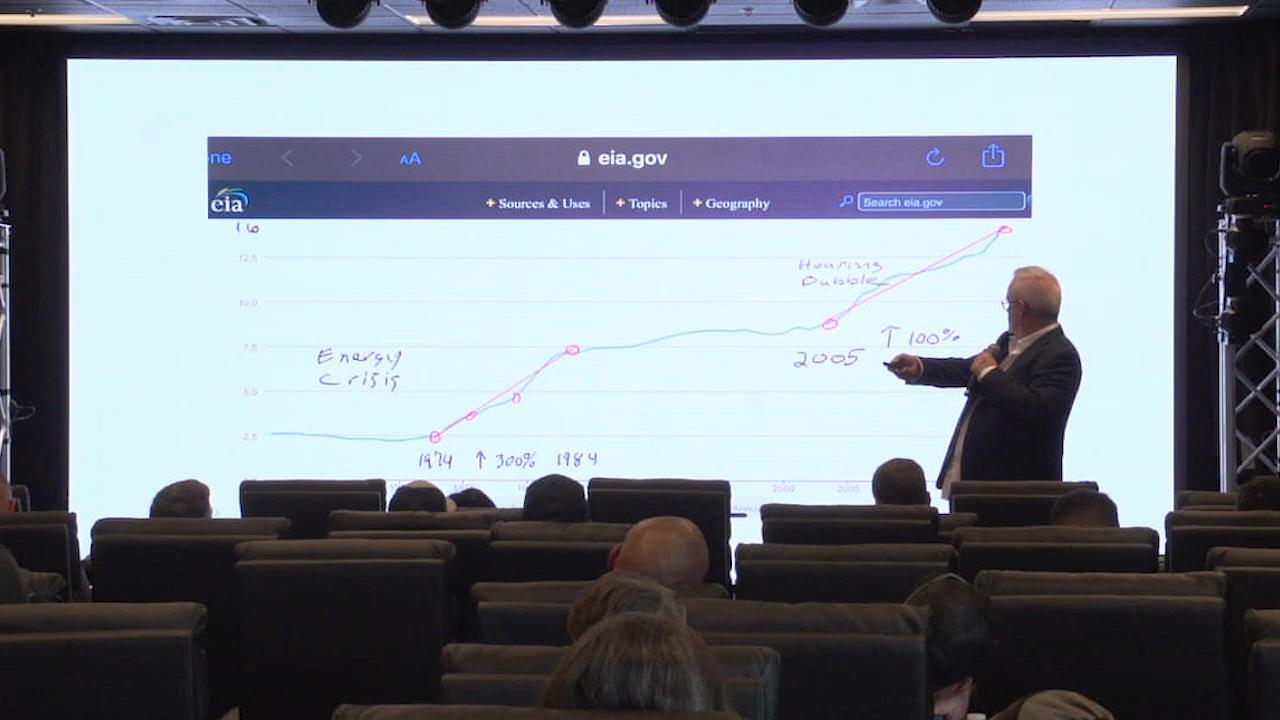 ne AA eia.gov
eia + Sources & Uses + Topics + Geography Search eia.gov
16
12.5
10.0
7.5
5.0
2.5
Housing
Bubble
Energy
Crisis
2005 ↑ 100%
1974 ↑ 300% 1984
2000 2005